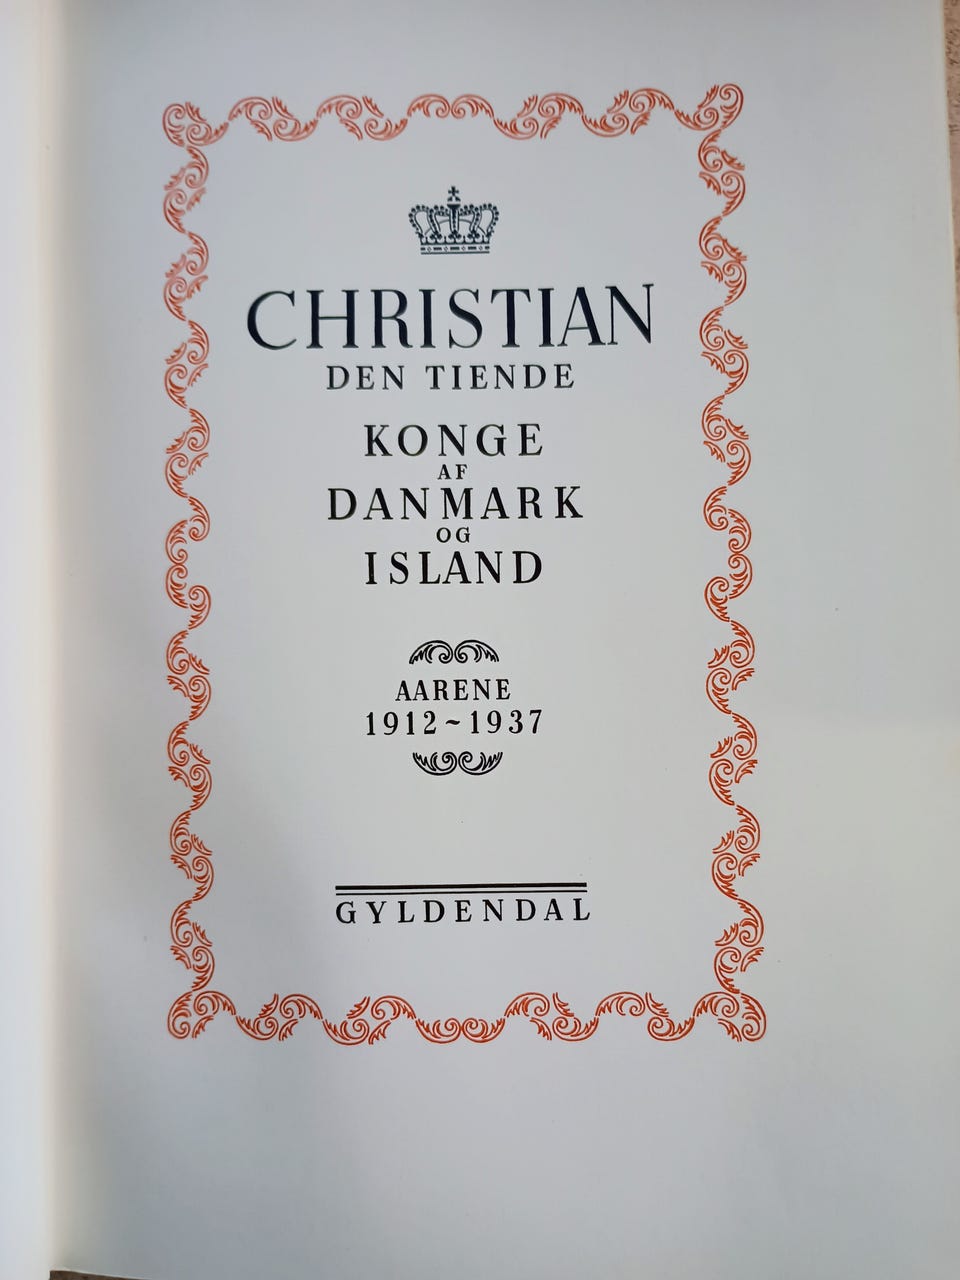 CHRISTIAN
DEN TIENDE
KONGE
AF
DANMARK
OG
ISLAND
AARENE
1912~1937
GYLDENDAL